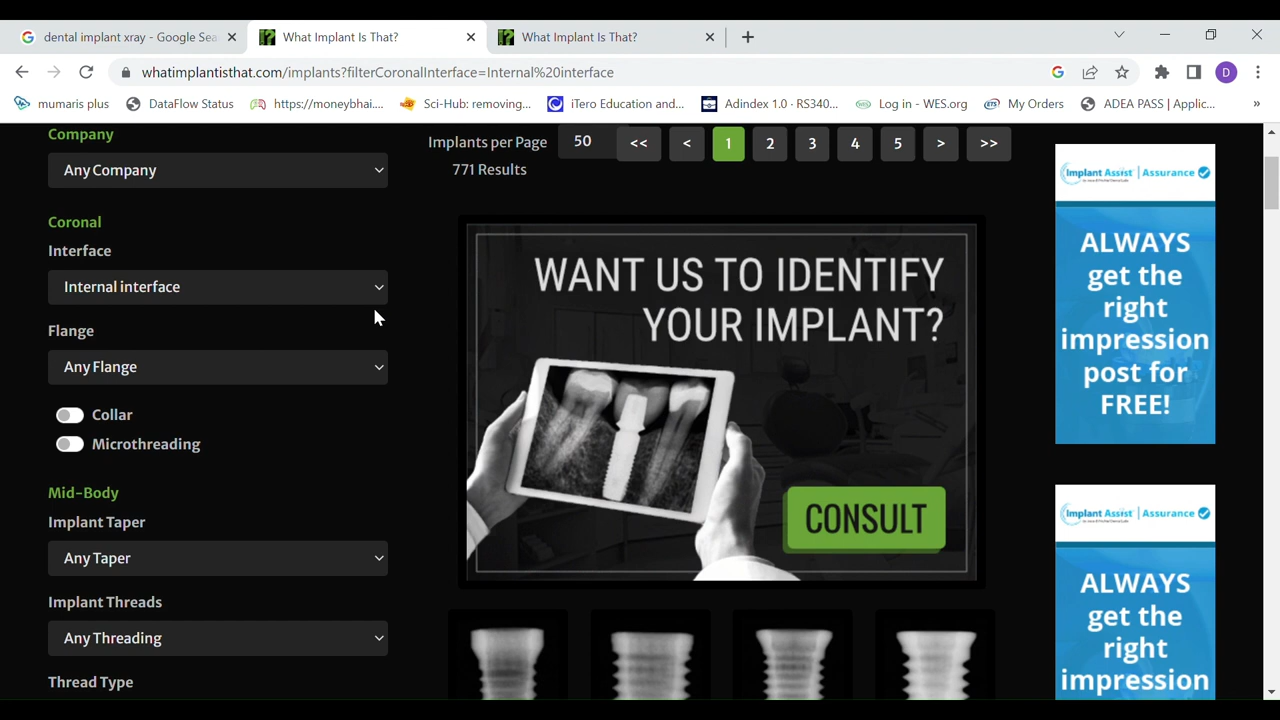 dental implant xray - Google Sea
What Implant Is That?
What Implant Is That?
whatimplantisthat.com/implants?filterCoronalInterface=Internal%20interface
mumaris plus
DataFlow Status
https://moneybhai...
Sci-Hub: removing...
iTero Education and...
Adindex 1.0 · RS340...
Log in - WES.org
My Orders
ADEA PASS | Applic...
»
Company
Any Company
Coronal
Interface
Internal interface
Flange
Any Flange
Collar
Microthreading
Mid-Body
Implant Taper
Any Taper
Implant Threads
Any Threading
Thread Type
Implants per Page 50 << < 1 2 3 4 5 > >>
771 Results
WANT US TO IDENTIFY
YOUR IMPLANT?
CONSULT
Implant Assist | Assurance
ALWAYS
get the
right
impression
post for
FREE!
Implant Assist | Assurance
ALWAYS
get the
right
impression